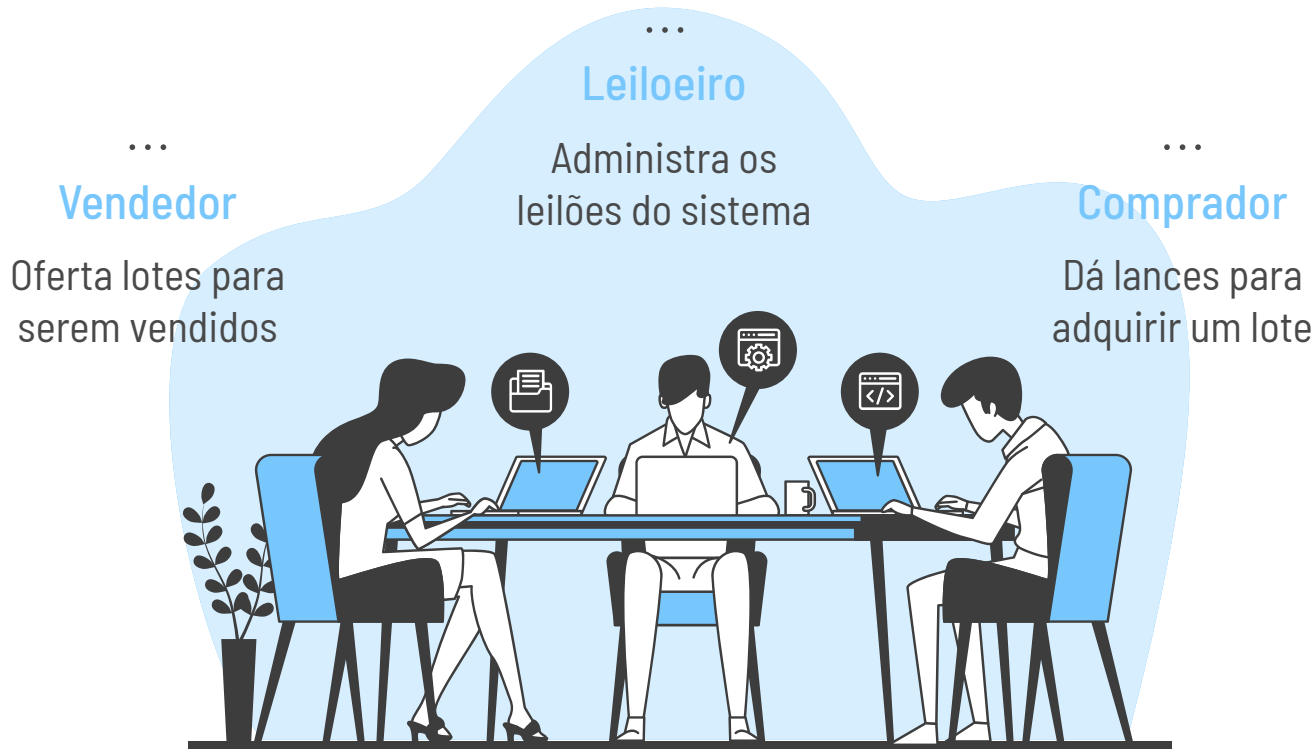 ...
Leiloeiro
Administra os
leilões do sistema
...
Vendedor
Oferta lotes para
serem vendidos
...
Comprador
Dá lances para
adquirir um lote
</>